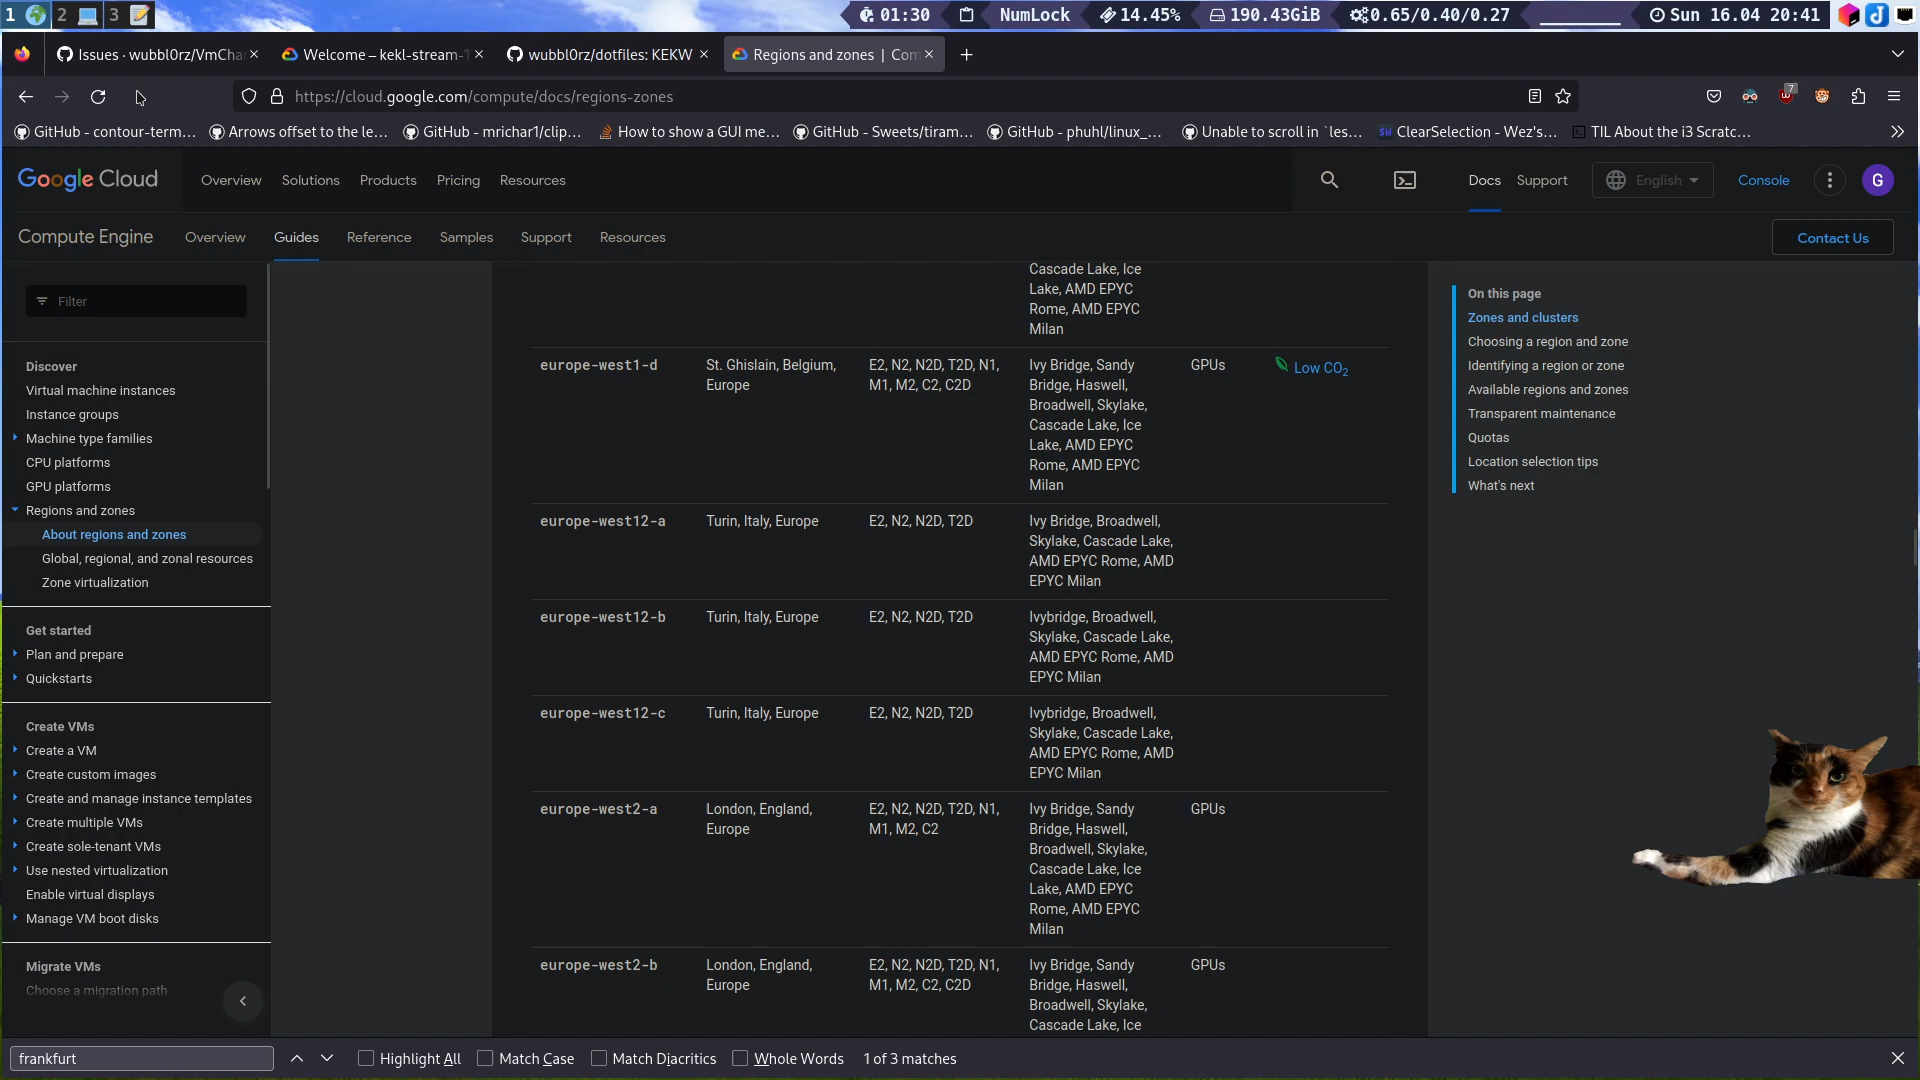 1 2 3 01:30 NumLock 14.45% 190.43GiB 0.65/0.40/0.27 Sun 16.04 20:41
Issues · wubbl0rz/VmCha Welcome – kekl-stream-1 wubbl0rz/dotfiles: KEKW Regions and zones | Com
https://cloud.google.com/compute/docs/regions-zones 7
GitHub - contour-term... Arrows offset to the le... GitHub - mrichar1/clip... How to show a GUI me... GitHub - Sweets/tiram... GitHub - phuhl/linux_... Unable to scroll in `les... ClearSelection - Wez's... TIL About the i3 Scratc...
Google Cloud Overview Solutions Products Pricing Resources Docs Support English Console G
Compute Engine Overview Guides Reference Samples Support Resources Contact Us
Filter
Discover
Virtual machine instances
Instance groups
Machine type families
CPU platforms
GPU platforms
Regions and zones
About regions and zones
Global, regional, and zonal resources
Zone virtualization
Get started
Plan and prepare
Quickstarts
Create VMs
Create a VM
Create custom images
Create and manage instance templates
Create multiple VMs
Create sole-tenant VMs
Use nested virtualization
Enable virtual displays
Manage VM boot disks
Migrate VMs
Choose a migration path
Cascade Lake, Ice
Lake, AMD EPYC
Rome, AMD EPYC
Milan
europe-west1-d St. Ghislain, Belgium, E2, N2, N2D, T2D, N1, Ivy Bridge, Sandy GPUs Low CO2
Europe M1, M2, C2, C2D Bridge, Haswell,
Broadwell, Skylake,
Cascade Lake, Ice
Lake, AMD EPYC
Rome, AMD EPYC
Milan
europe-west12-a Turin, Italy, Europe E2, N2, N2D, T2D Ivy Bridge, Broadwell,
Skylake, Cascade Lake,
AMD EPYC Rome, AMD
EPYC Milan
europe-west12-b Turin, Italy, Europe E2, N2, N2D, T2D Ivybridge, Broadwell,
Skylake, Cascade Lake,
AMD EPYC Rome, AMD
EPYC Milan
europe-west12-c Turin, Italy, Europe E2, N2, N2D, T2D Ivybridge, Broadwell,
Skylake, Cascade Lake,
AMD EPYC Rome, AMD
EPYC Milan
europe-west2-a London, England, E2, N2, N2D, T2D, N1, Ivy Bridge, Sandy GPUs
Europe M1, M2, C2 Bridge, Haswell,
Broadwell, Skylake,
Cascade Lake, Ice
Lake, AMD EPYC
Rome, AMD EPYC
Milan
europe-west2-b London, England, E2, N2, N2D, T2D, N1, Ivy Bridge, Sandy GPUs
Europe M1, M2, C2, C2D Bridge, Haswell,
Broadwell, Skylake,
Cascade Lake, Ice
On this page
Zones and clusters
Choosing a region and zone
Identifying a region or zone
Available regions and zones
Transparent maintenance
Quotas
Location selection tips
What's next
frankfurt Highlight All Match Case Match Diacritics Whole Words 1 of 3 matches